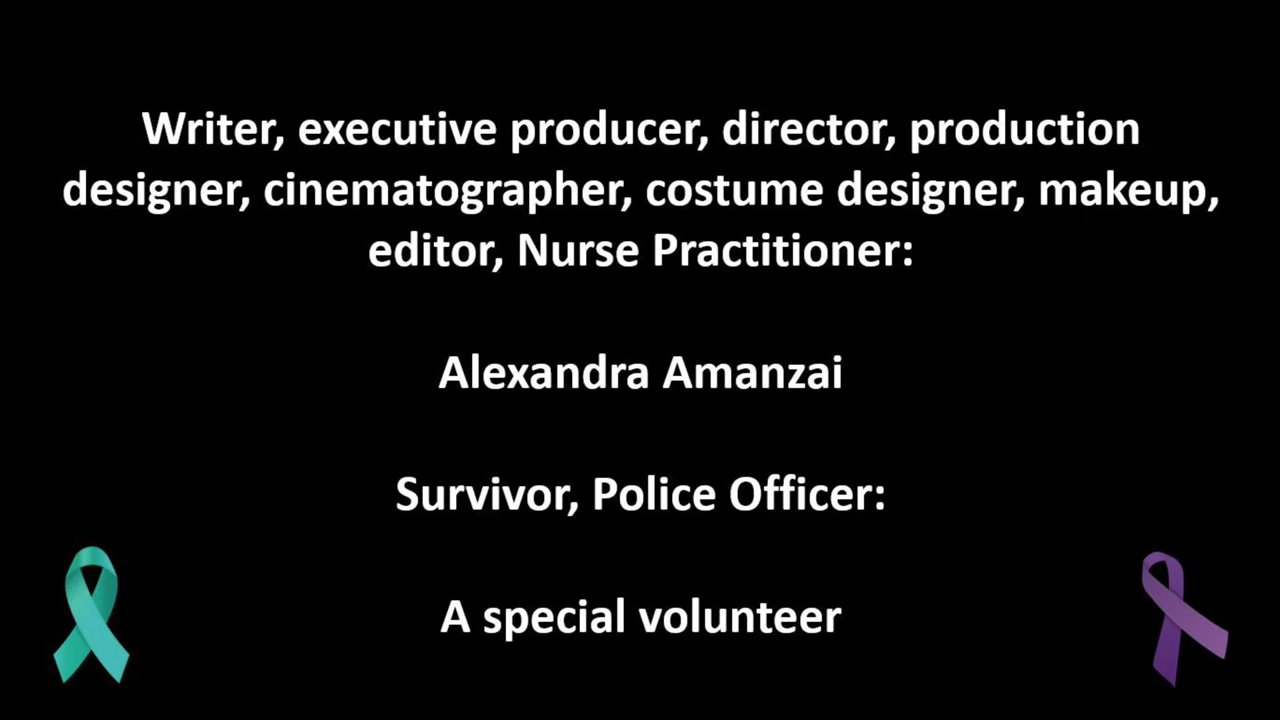 Writer, executive producer, director, production
designer, cinematographer, costume designer, makeup,
editor, Nurse Practitioner:
Alexandra Amanzai
Survivor, Police Officer:
A special volunteer